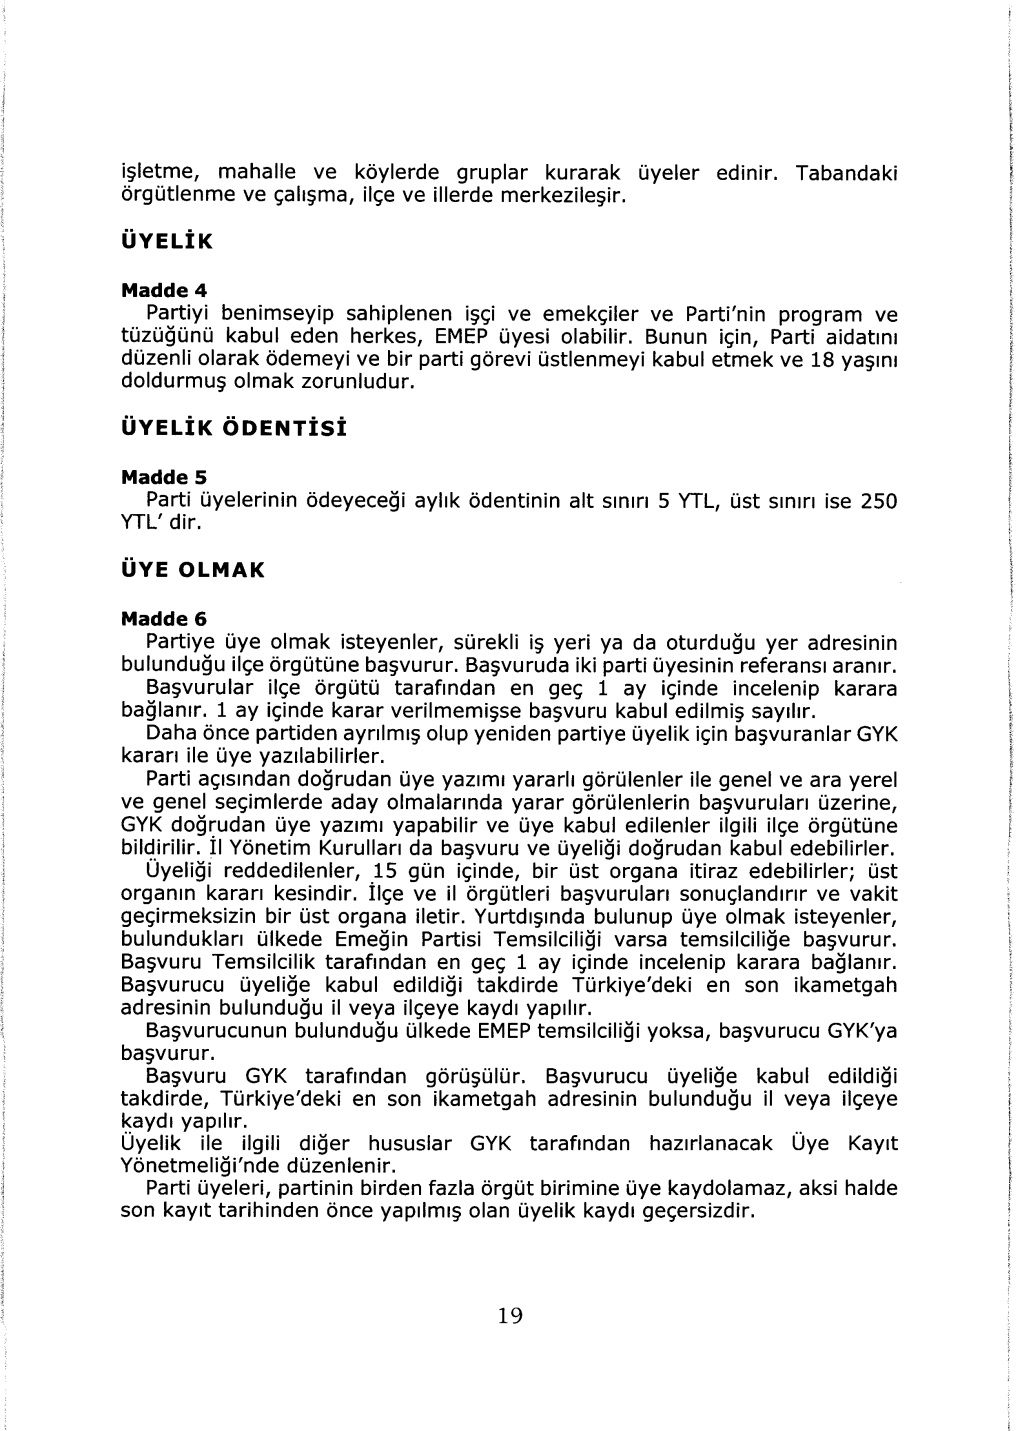 işletme, mahalle ve köylerde gruplar kurarak üyeler edinir. Tabandaki
örgütlenme ve çalışma, ilçe ve illerde merkezileşir.
ÜYELİK
Madde 4
Partiyi benimseyip sahiplenen işçi ve emekçiler ve Parti'nin program ve
tüzüğünü kabul eden herkes, EMEP üyesi olabilir. Bunun için, Parti aidatını
düzenli olarak ödemeyi ve bir parti görevi üstlenmeyi kabul etmek ve 18 yaşını
doldurmuş olmak zorunludur.
ÜYELİK ÖDENTİSİ
Madde 5
Parti üyelerinin ödeyeceği aylık ödentinin alt sınırı 5 YTL, üst sınırı ise 250
YTL' dir.
ÜYE OLMAK
Madde 6
Partiye üye olmak isteyenler, sürekli iş yeri ya da oturduğu yer adresinin
bulunduğu ilçe örgütüne başvurur. Başvuruda iki parti üyesinin referansı aranır.
Başvurular ilçe örgütü tarafından en geç 1 ay içinde incelenip karara
bağlanır. 1 ay içinde karar verilmemişse başvuru kabul edilmiş sayılır.
Daha önce partiden ayrılmış olup yeniden partiye üyelik için başvuranlar GYK
kararı ile üye yazılabilirler.
Parti açısından doğrudan üye yazımı yararlı görülenler ile genel ve ara yerel
ve genel seçimlerde aday olmalarında yarar görülenlerin başvuruları üzerine,
GYK doğrudan üye yazımı yapabilir ve üye kabul edilenler ilgili ilçe örgütüne
bildirilir. İl Yönetim Kurulları da başvuru ve üyeliği doğrudan kabul edebilirler.
Üyeliği reddedilenler, 15 gün içinde, bir üst organa itiraz edebilirler; üst
organın kararı kesindir. İlçe ve il örgütleri başvuruları sonuçlandırır ve vakit
geçirmeksizin bir üst organa iletir. Yurtdışında bulunup üye olmak isteyenler,
bulundukları ülkede Emeğin Partisi Temsilciliği varsa temsilciliğe başvurur.
Başvuru Temsilcilik tarafından en geç 1 ay içinde incelenip karara bağlanır.
Başvurucu üyeliğe kabul edildiği takdirde Türkiye'deki en son ikametgah
adresinin bulunduğu il veya ilçeye kaydı yapılır.
Başvurucunun bulunduğu ülkede EMEP temsilciliği yoksa, başvurucu GYK'ya
başvurur.
Başvuru GYK tarafından görüşülür. Başvurucu üyeliğe kabul edildiği
takdirde, Türkiye'deki en son ikametgah adresinin bulunduğu il veya ilçeye
kaydı yapılır.
Üyelik ile ilgili diğer hususlar GYK tarafından hazırlanacak Üye Kayıt
Yönetmeliği'nde düzenlenir.
Parti üyeleri, partinin birden fazla örgüt birimine üye kaydolamaz, aksi halde
son kayıt tarihinden önce yapılmış olan üyelik kaydı geçersizdir.
19